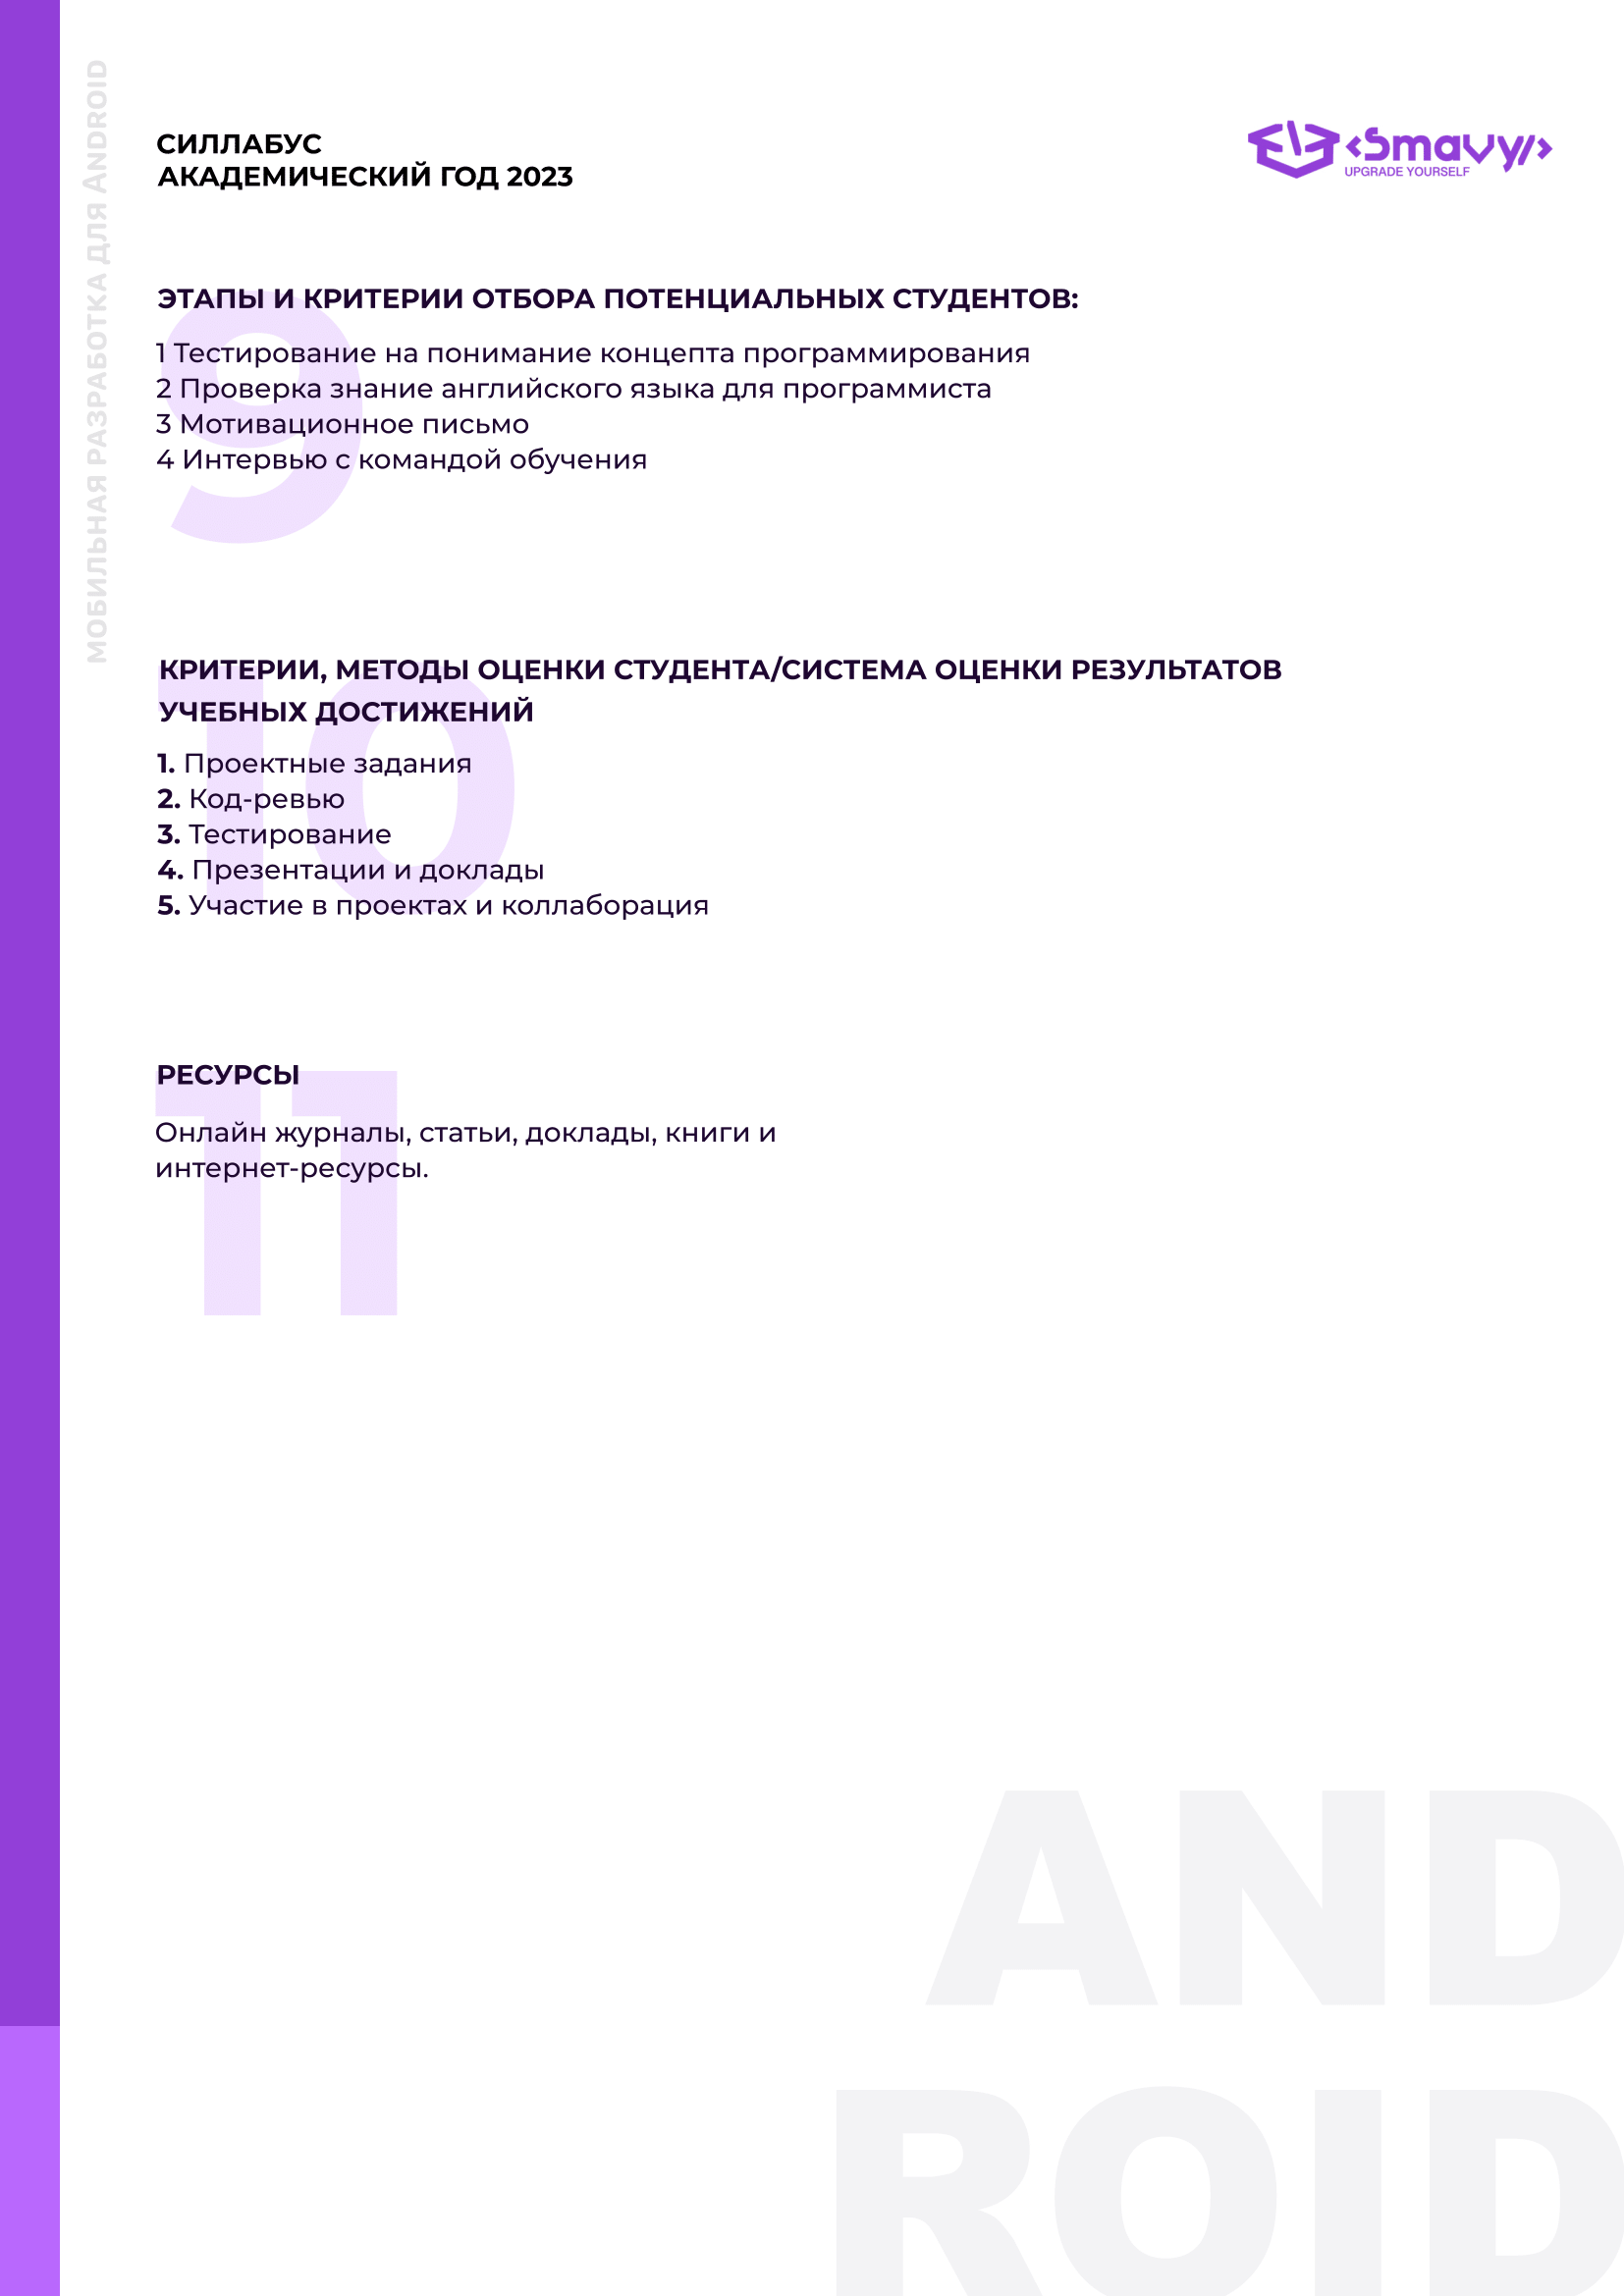 МОБИЛЬНАЯ РАЗРАБОТКА ДЛЯ ANDROID
СИЛЛАБУС
АКАДЕМИЧЕСКИЙ ГОД 2023
<Smavy/>
UPGRADE YOURSELF
9
ЭТАПЫ И КРИТЕРИИ ОТБОРА ПОТЕНЦИАЛЬНЫХ СТУДЕНТОВ:
1 Тестирование на понимание концепта программирования
2 Проверка знание английского языка для программиста
3 Мотивационное письмо
4 Интервью с командой обучения
10
КРИТЕРИИ, МЕТОДЫ ОЦЕНКИ СТУДЕНТА/СИСТЕМА ОЦЕНКИ РЕЗУЛЬТАТОВ
УЧЕБНЫХ ДОСТИЖЕНИЙ
1. Проектные задания
2. Код-ревью
3. Тестирование
4. Презентации и доклады
5. Участие в проектах и коллаборация
11
РЕСУРСЫ
Онлайн журналы, статьи, доклады, книги и
интернет-ресурсы.
AND
ROID